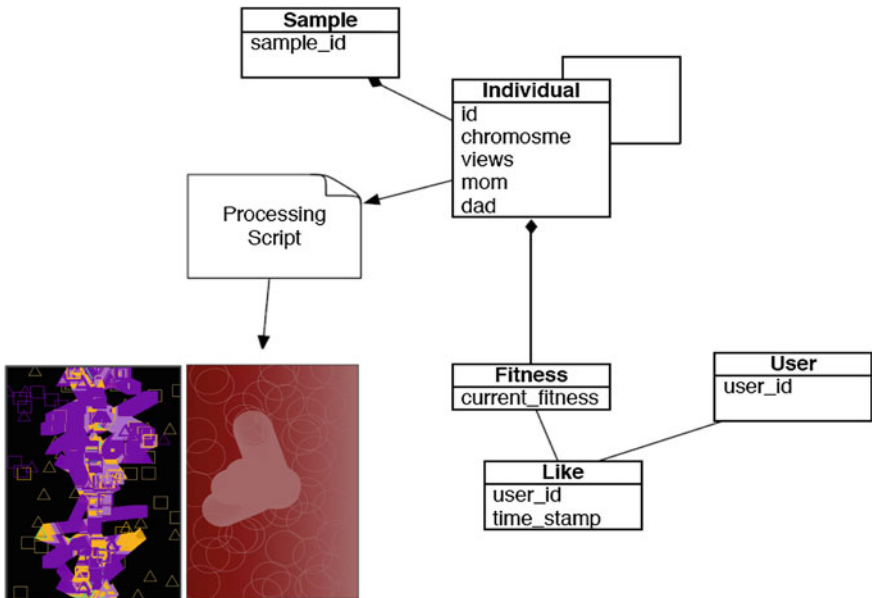 Sample
sample_id
Individual
id
chromosme
views
mom
dad
Processing
Script
Fitness
current_fitness
User
user_id
Like
user_id
time_stamp